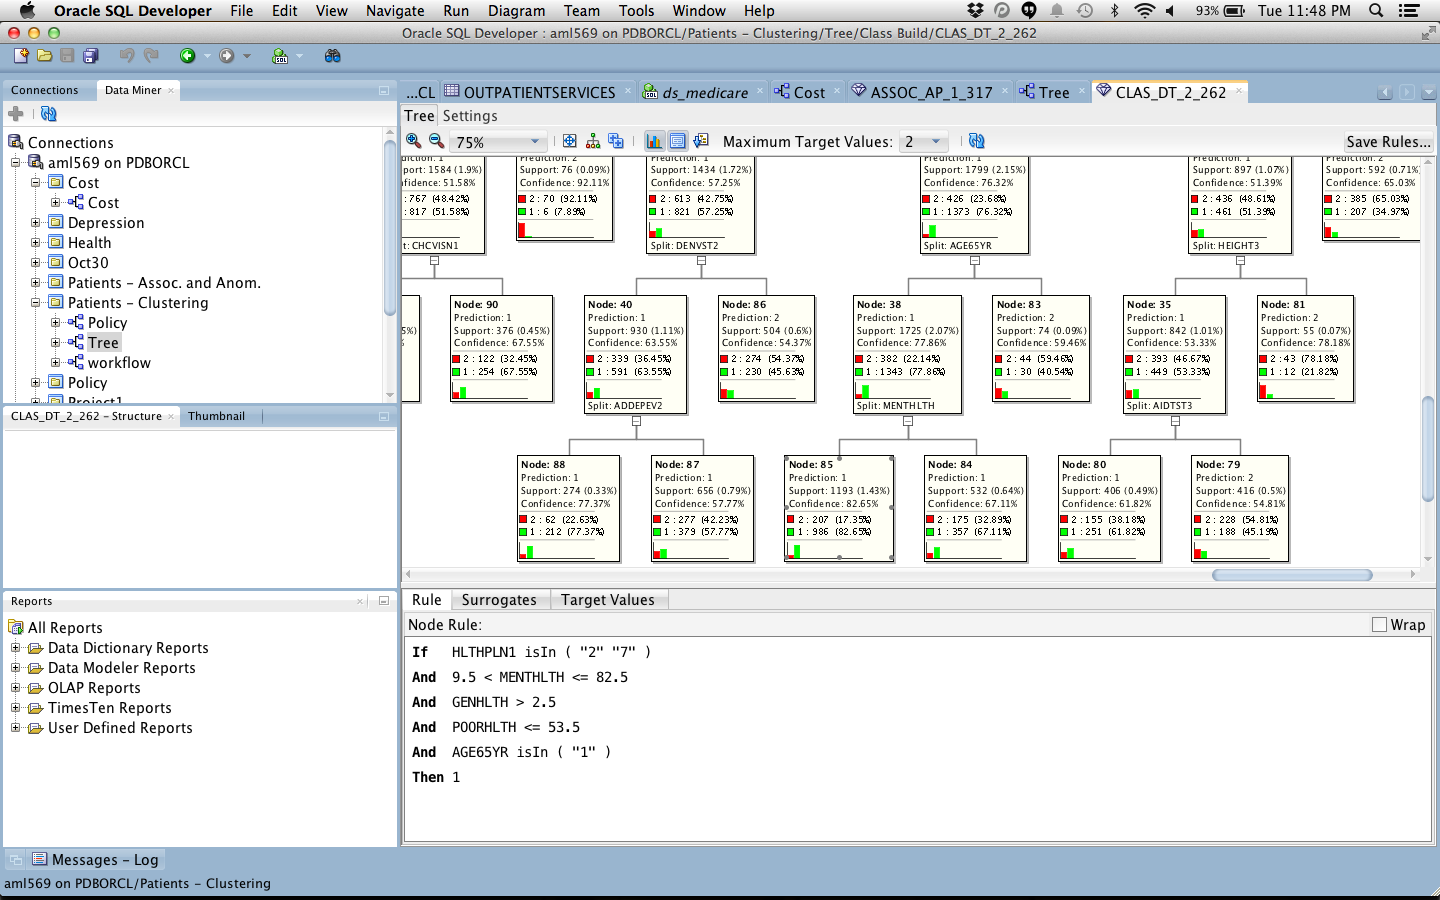 Oracle SQL Developer File Edit View Navigate Run Diagram Team Tools Window Help 93% Tue 11:48 PM
Oracle SQL Developer : aml569 on PDBORCL/Patients – Clustering/Tree/Class Build/CLAS_DT_2_262
Connections Data Miner
Connections
aml569 on PDBORCL
Cost
Cost
Depression
Health
Oct30
Patients – Assoc. and Anom.
Patients – Clustering
Policy
Tree
workflow
Policy
Project1
CLAS_DT_2_262 – Structure Thumbnail
Reports
All Reports
Data Dictionary Reports
Data Modeler Reports
OLAP Reports
TimesTen Reports
User Defined Reports
...CL OUTPATIENTSERVICES ds_medicare Cost ASSOC_AP_1_317 Tree CLAS_DT_2_262
Tree Settings
75% Maximum Target Values: 2 Save Rules...
Prediction: 2
Support: 76 (0.09%)
Confidence: 92.11%
2 : 70 (92.11%)
1 : 6 (7.89%)
: 1584 (1.9%)
nfidence: 51.58%
: 767 (48.42%)
: 817 (51.58%)
t: CHCVISN1
Prediction: 1
Support: 1434 (1.72%)
Confidence: 57.25%
2 : 613 (42.75%)
1 : 821 (57.25%)
Split: DENVST2
Prediction: 1
Support: 1799 (2.15%)
Confidence: 76.32%
2 : 426 (23.68%)
1 : 1373 (76.32%)
Split: AGE65YR
Prediction: 1
Support: 897 (1.07%)
Confidence: 51.39%
2 : 436 (48.61%)
1 : 461 (51.39%)
Split: HEIGHT3
Prediction: 2
Support: 592 (0.71%
Confidence: 65.03%
2 : 385 (65.03%)
1 : 207 (34.97%)
Node: 90
Prediction: 1
Support: 376 (0.45%)
Confidence: 67.55%
2 : 122 (32.45%)
1 : 254 (67.55%)
Node: 40
Prediction: 1
Support: 930 (1.11%)
Confidence: 63.55%
2 : 339 (36.45%)
1 : 591 (63.55%)
Split: ADDEPEV2
Node: 86
Prediction: 2
Support: 504 (0.6%)
Confidence: 54.37%
2 : 274 (54.37%)
1 : 230 (45.63%)
Node: 38
Prediction: 1
Support: 1725 (2.07%)
Confidence: 77.86%
2 : 382 (22.14%)
1 : 1343 (77.86%)
Split: MENTHLTH
Node: 83
Prediction: 2
Support: 74 (0.09%)
Confidence: 59.46%
2 : 44 (59.46%)
1 : 30 (40.54%)
Node: 35
Prediction: 1
Support: 842 (1.01%)
Confidence: 53.33%
2 : 393 (46.67%)
1 : 449 (53.33%)
Split: AIDTST3
Node: 81
Prediction: 2
Support: 55 (0.07%)
Confidence: 78.18%
2 : 43 (78.18%)
1 : 12 (21.82%)
Node: 88
Prediction: 1
Support: 274 (0.33%)
Confidence: 77.37%
2 : 62 (22.63%)
1 : 212 (77.37%)
Node: 87
Prediction: 1
Support: 656 (0.79%)
Confidence: 57.77%
2 : 277 (42.23%)
1 : 379 (57.77%)
Node: 85
Prediction: 1
Support: 1193 (1.43%)
Confidence: 82.65%
2 : 207 (17.35%)
1 : 986 (82.65%)
Node: 84
Prediction: 1
Support: 532 (0.64%)
Confidence: 67.11%
2 : 175 (32.89%)
1 : 357 (67.11%)
Node: 80
Prediction: 1
Support: 406 (0.49%)
Confidence: 61.82%
2 : 155 (38.18%)
1 : 251 (61.82%)
Node: 79
Prediction: 2
Support: 416 (0.5%)
Confidence: 54.81%
2 : 228 (54.81%)
1 : 188 (45.19%)
Rule Surrogates Target Values
Node Rule: Wrap
If HLTHPLN1 isIn ( "2" "7" )
And 9.5 < MENTHLTH <= 82.5
And GENHLTH > 2.5
And POORHLTH <= 53.5
And AGE65YR isIn ( "1" )
Then 1
Messages – Log
aml569 on PDBORCL/Patients – Clustering